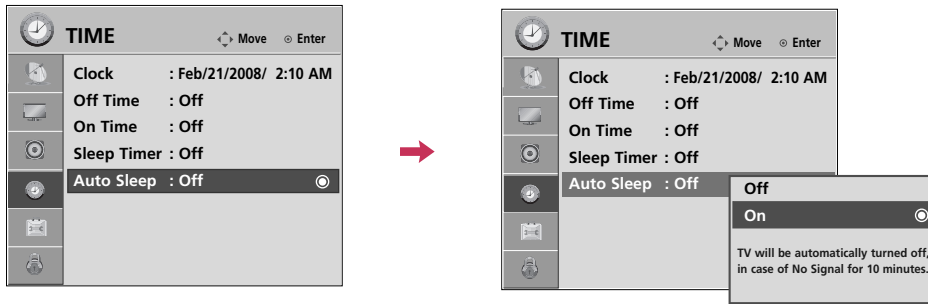 TIME Move Enter
Clock : Feb/21/2008/ 2:10 AM
Off Time : Off
On Time : Off
Sleep Timer : Off
Auto Sleep : Off
TIME Move Enter
Clock : Feb/21/2008/ 2:10 AM
Off Time : Off
On Time : Off
Sleep Timer : Off
Auto Sleep : Off
Off
On
TV will be automatically turned off,
in case of No Signal for 10 minutes.